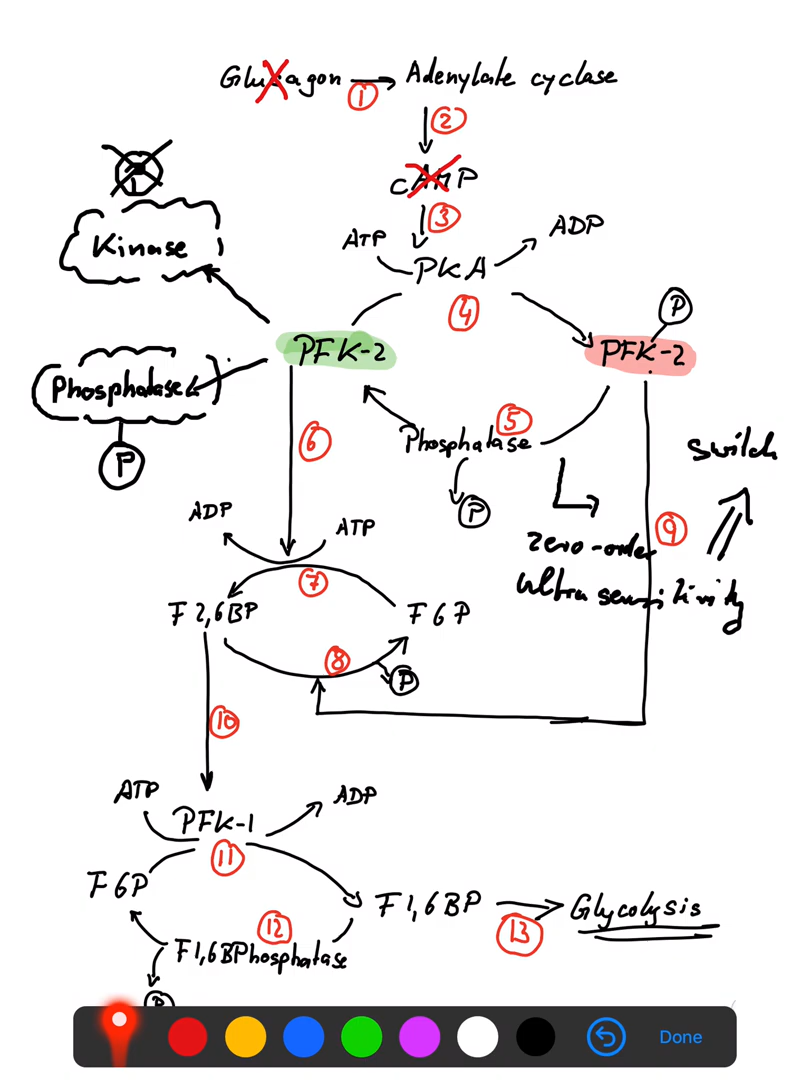 Glucagon → Adenylate cyclase
①
②
cAMP
③
Kinase
ATP
ADP
PKA
④
P
PFK-2
PFK-2
Phosphatase
P
⑤
Phosphatase
P
⑥
switch
zero-order
ultra sensitivity
⑨
ADP
ATP
⑦
F2,6BP
F6P
⑧
P
⑩
ATP
ADP
PFK-1
⑪
F6P
F1,6BP → Glycolysis
⑬
⑫
F1,6BPhosphatase
P
Done